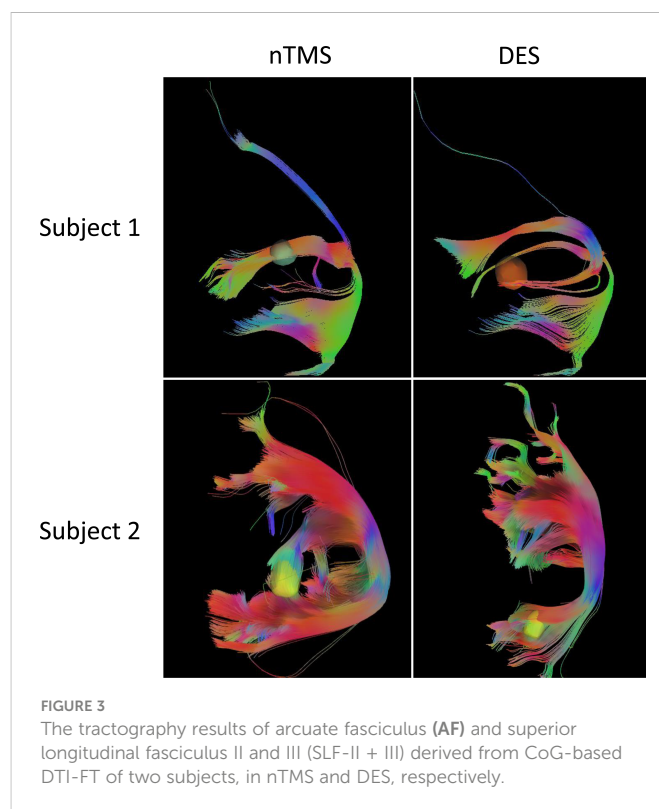 nTMS DES
Subject 1
Subject 2
FIGURE 3
The tractography results of arcuate fasciculus (AF) and superior
longitudinal fasciculus II and III (SLF-II + III) derived from CoG-based
DTI-FT of two subjects, in nTMS and DES, respectively.